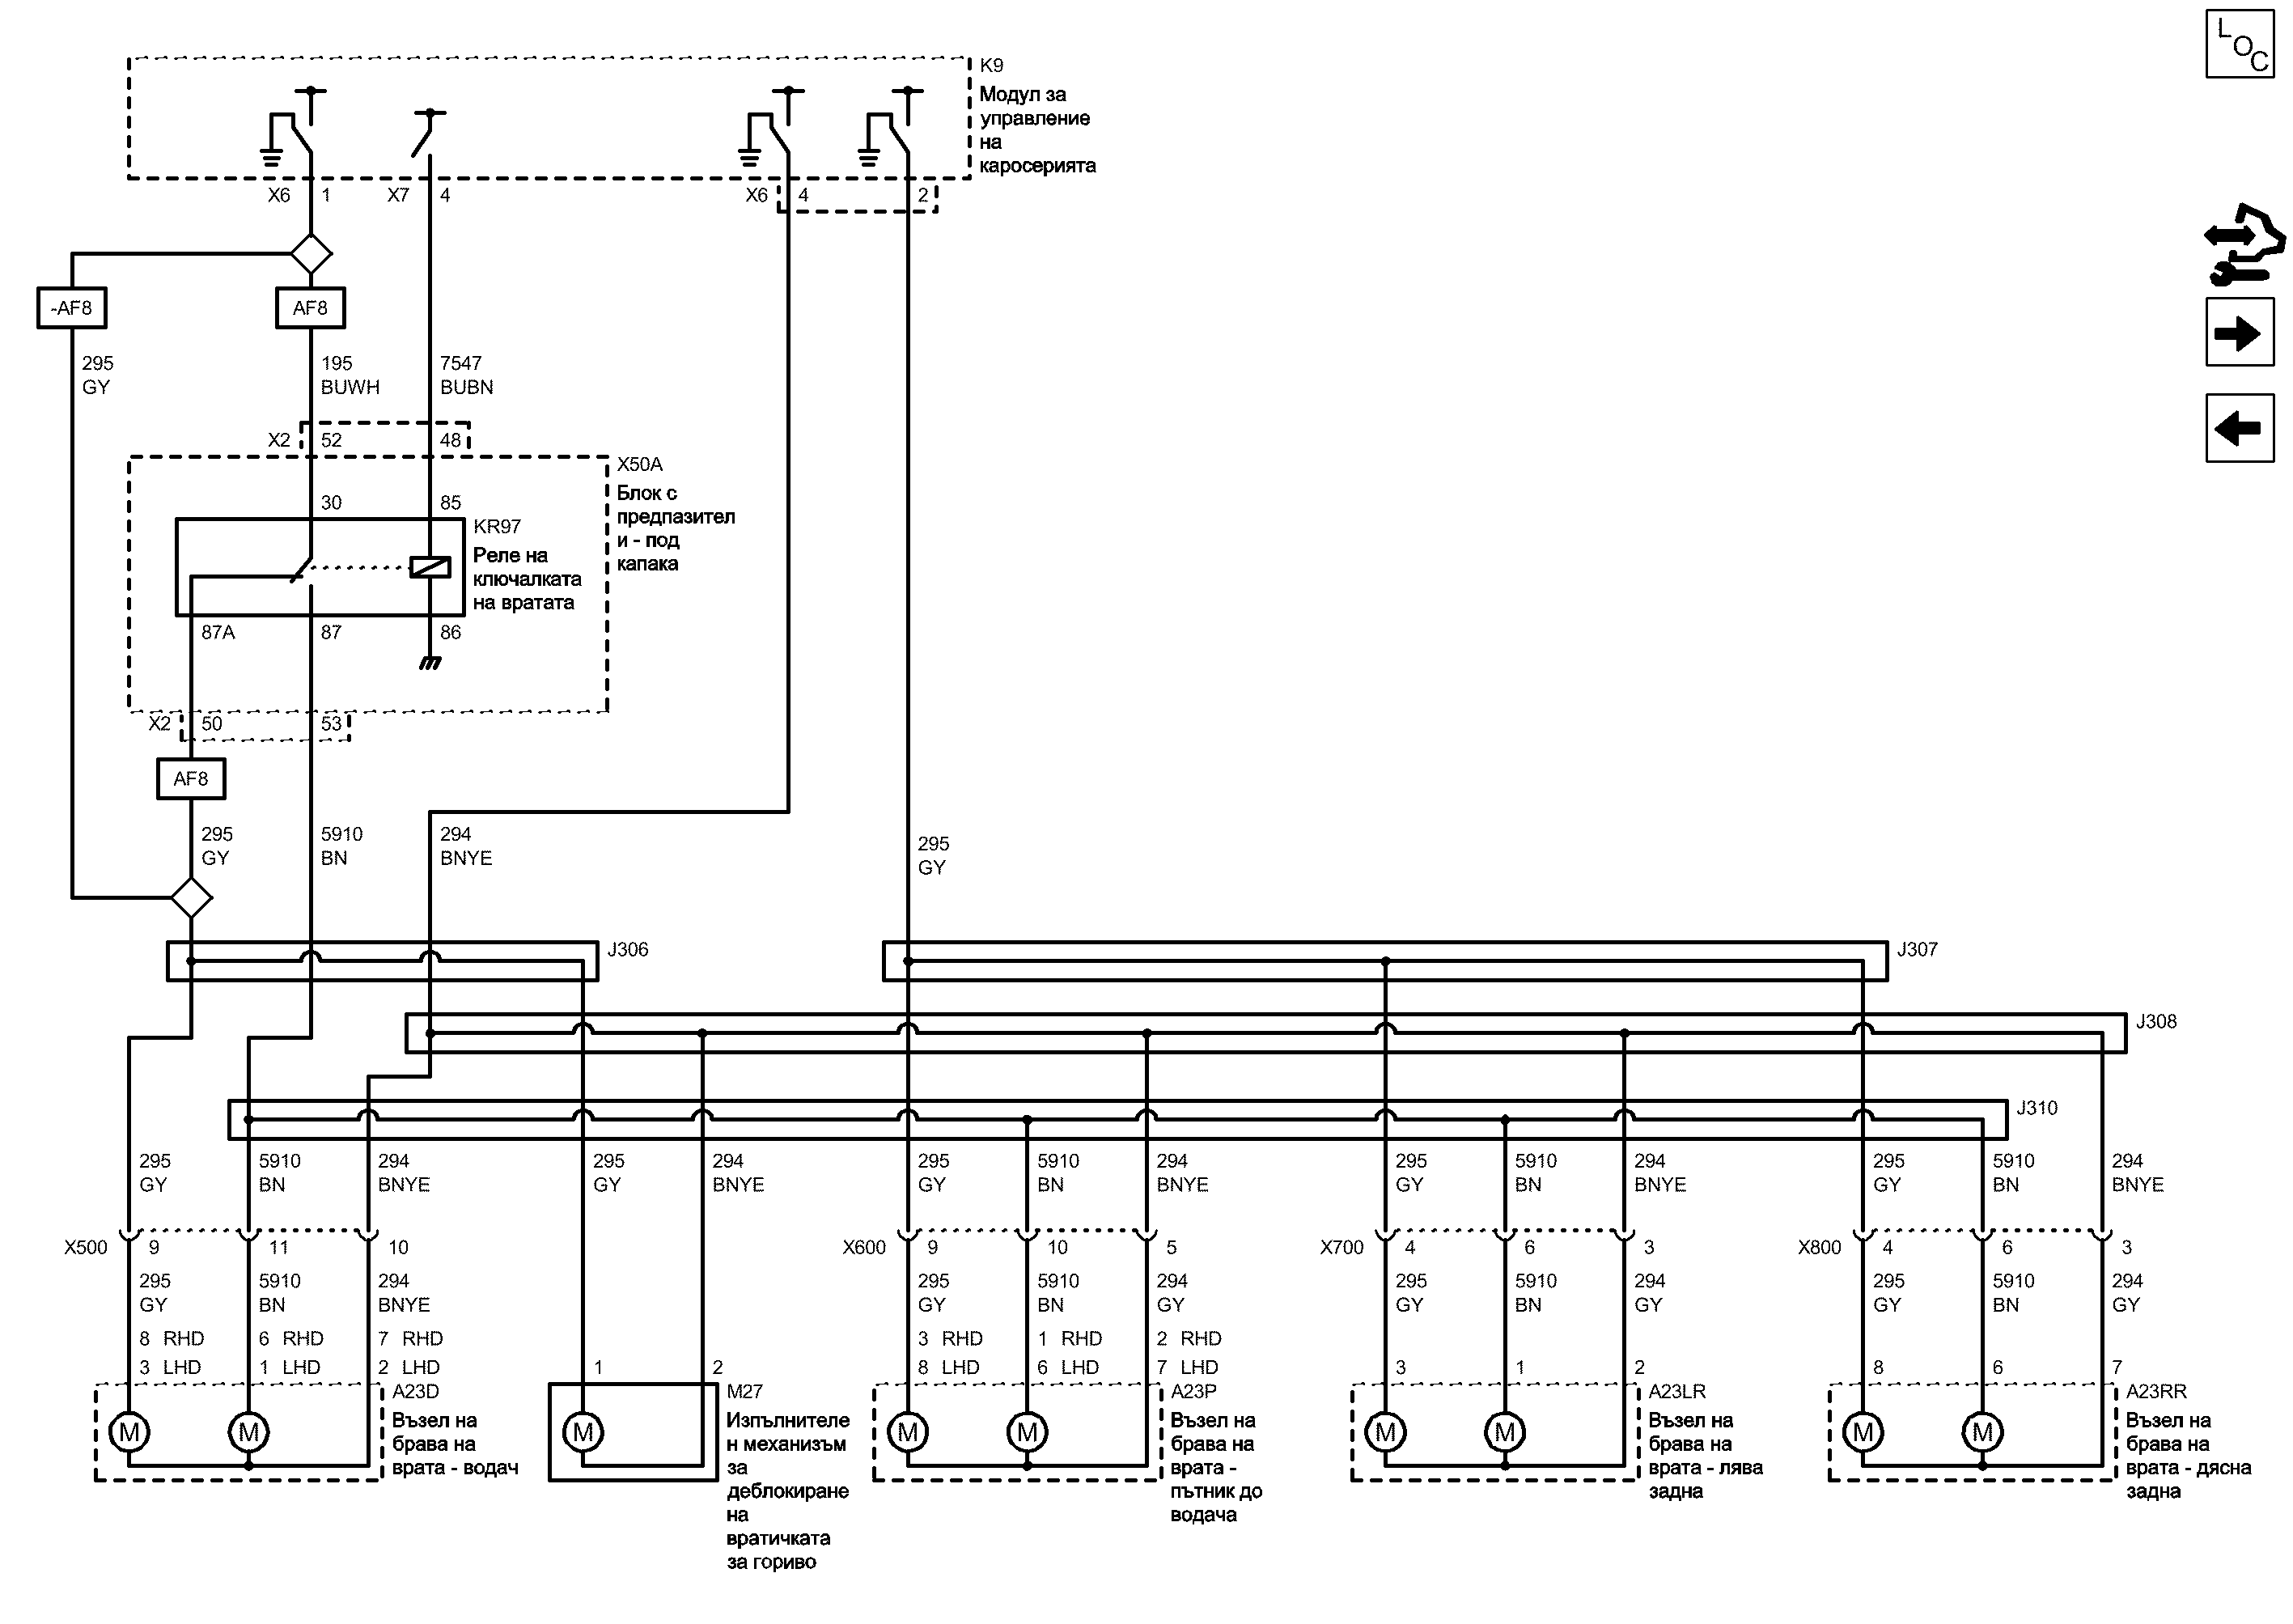 L O C
K9
Модул за
управление
на
каросерията
X6 1 X7 4 X6 4 2
-AF8 AF8
295 195 7547
GY BUWH BUBN
X2 52 48
X50A
Блок с
предпазител
и - под
капака
30 85
KR97
Реле на
ключалката
на вратата
87A 87 86
X2 50 53
AF8
295 5910 294 295
GY BN BNYE GY
J306 J307
J308
J310
295 5910 294 295 294 295 5910 294 295 5910 294 295 5910 294
GY BN BNYE GY BNYE GY BN BNYE GY BN BNYE GY BN BNYE
X500 9 11 10 X600 9 10 5 X700 4 6 3 X800 4 6 3
295 5910 294 295 5910 294 295 5910 294 295 5910 294
GY BN BNYE GY BN GY GY BN GY GY BN GY
8 RHD 6 RHD 7 RHD 3 RHD 1 RHD 2 RHD
3 LHD 1 LHD 2 LHD 1 2 8 LHD 6 LHD 7 LHD 3 1 2 8 6 7
M M
A23D
Възел на
брава на
врата - водач
M
M27
Изпълнителе
н механизъм
за
деблокиране
на
вратичката
за гориво
M M
A23P
Възел на
брава на
врата -
пътник до
водача
M M
A23LR
Възел на
брава на
врата - лява
задна
M M
A23RR
Възел на
брава на
врата - дясна
задна